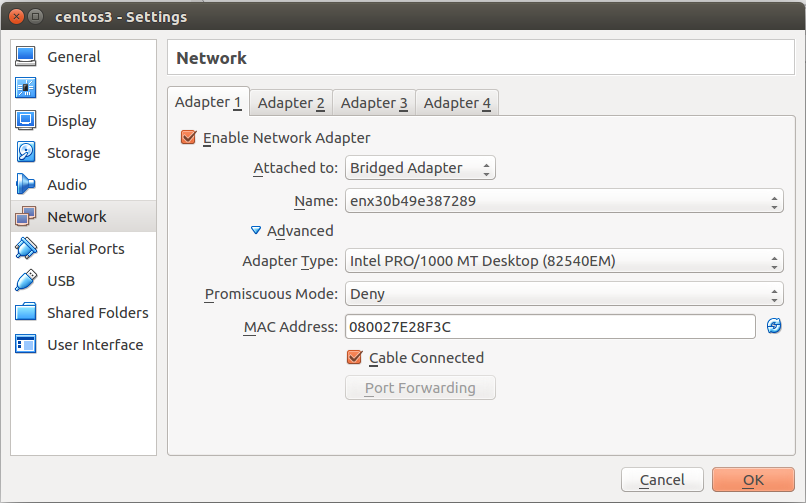 centos3 - Settings
General
System
Display
Storage
Audio
Network
Serial Ports
USB
Shared Folders
User Interface
Network
Adapter 1 Adapter 2 Adapter 3 Adapter 4
Enable Network Adapter
Attached to: Bridged Adapter
Name: enx30b49e387289
Advanced
Adapter Type: Intel PRO/1000 MT Desktop (82540EM)
Promiscuous Mode: Deny
MAC Address: 080027E28F3C
Cable Connected
Port Forwarding
Cancel OK